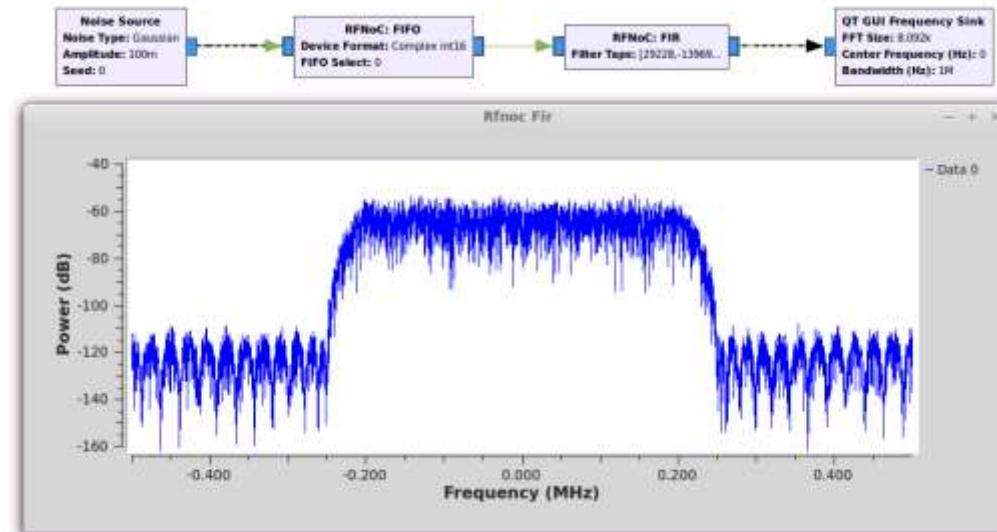 Noise Source
Noise Type: Gaussian
Amplitude: 100m
Seed: 0
RFNoC: FIFO
Device Format: Complex int16
FIFO Select: 0
RFNoC: FIR
Filter Taps: [29228,-13969...
QT GUI Frequency Sink
FFT Size: 8.092k
Center Frequency (Hz): 0
Bandwidth (Hz): 1M
Rfnoc Fir
Data 0
Power (dB)
-40
-60
-80
-100
-120
-140
-160
-0.400 -0.200 0.000 0.200 0.400
Frequency (MHz)